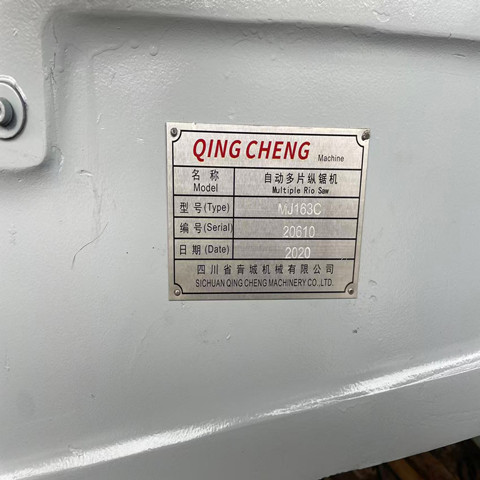 QING CHENG Machine
名 称 自动多片纵锯机
Model Multiple Rio Saw
型 号(Type) MJ163C
编 号(Serial) 20610
日 期(Date) 2020
四川省青城机械有限公司
SICHUAN QING CHENG MACHINERY CO.,LTD.